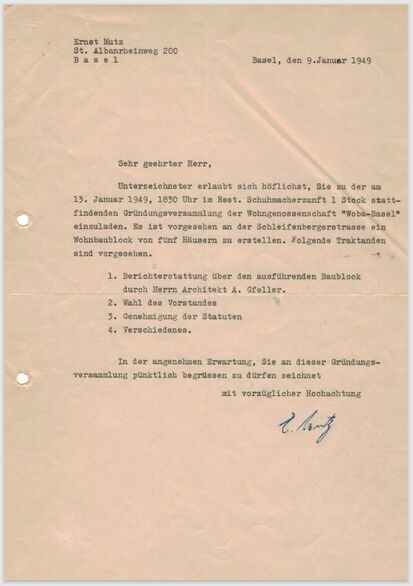 Ernst Mutz
St. Albanrheinweg 200
B a s e l
Basel, den 9.Januar 1949
Sehr geehrter Herr,
Unterzeichneter erlaubt sich höflichst, Sie zu der am
13. Januar 1949, 1830 Uhr im Rest. Schuhmacherzunft 1 Stock statt-
findenden Gründungsversammlung der Wohngenossenschaft "Woba-Basel"
einzuladen. Es ist vorgesehen an der Schleifenbergerstrasse ein
Wohnbaublock von fünf Häusern zu erstellen. Folgende Traktanden
sind vorgesehen.
1. Berichterstattung über den ausführenden Baublock
durch Herrn Architekt A. Gfeller.
2. Wahl des Vorstandes
3. Genehmigung der Statuten
4. Verschiedenes.
In der angenehmen Erwartung, Sie an dieser Gründungs-
versammlung pünktlich begrüssen zu dürfen zeichnet
mit vorzüglicher Hochachtung
E. Mutz